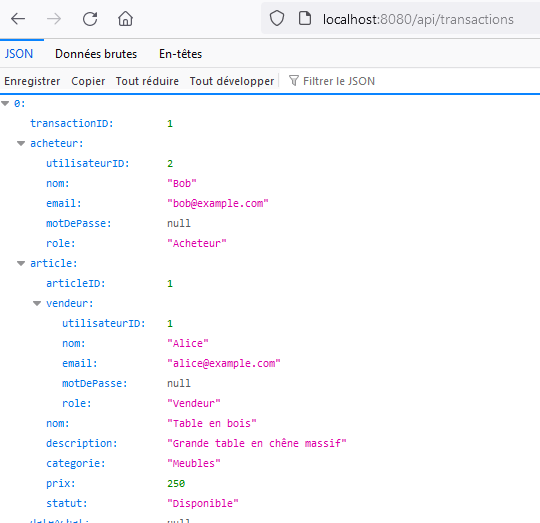 localhost:8080/api/transactions
JSON Données brutes En-têtes
Enregistrer Copier Tout réduire Tout développer Filtrer le JSON
0:
transactionID: 1
acheteur:
utilisateurID: 2
nom: "Bob"
email: "bob@example.com"
motDePasse: null
role: "Acheteur"
article:
articleID: 1
vendeur:
utilisateurID: 1
nom: "Alice"
email: "alice@example.com"
motDePasse: null
role: "Vendeur"
nom: "Table en bois"
description: "Grande table en chêne massif"
categorie: "Meubles"
prix: 250
statut: "Disponible"
dateAchat: null